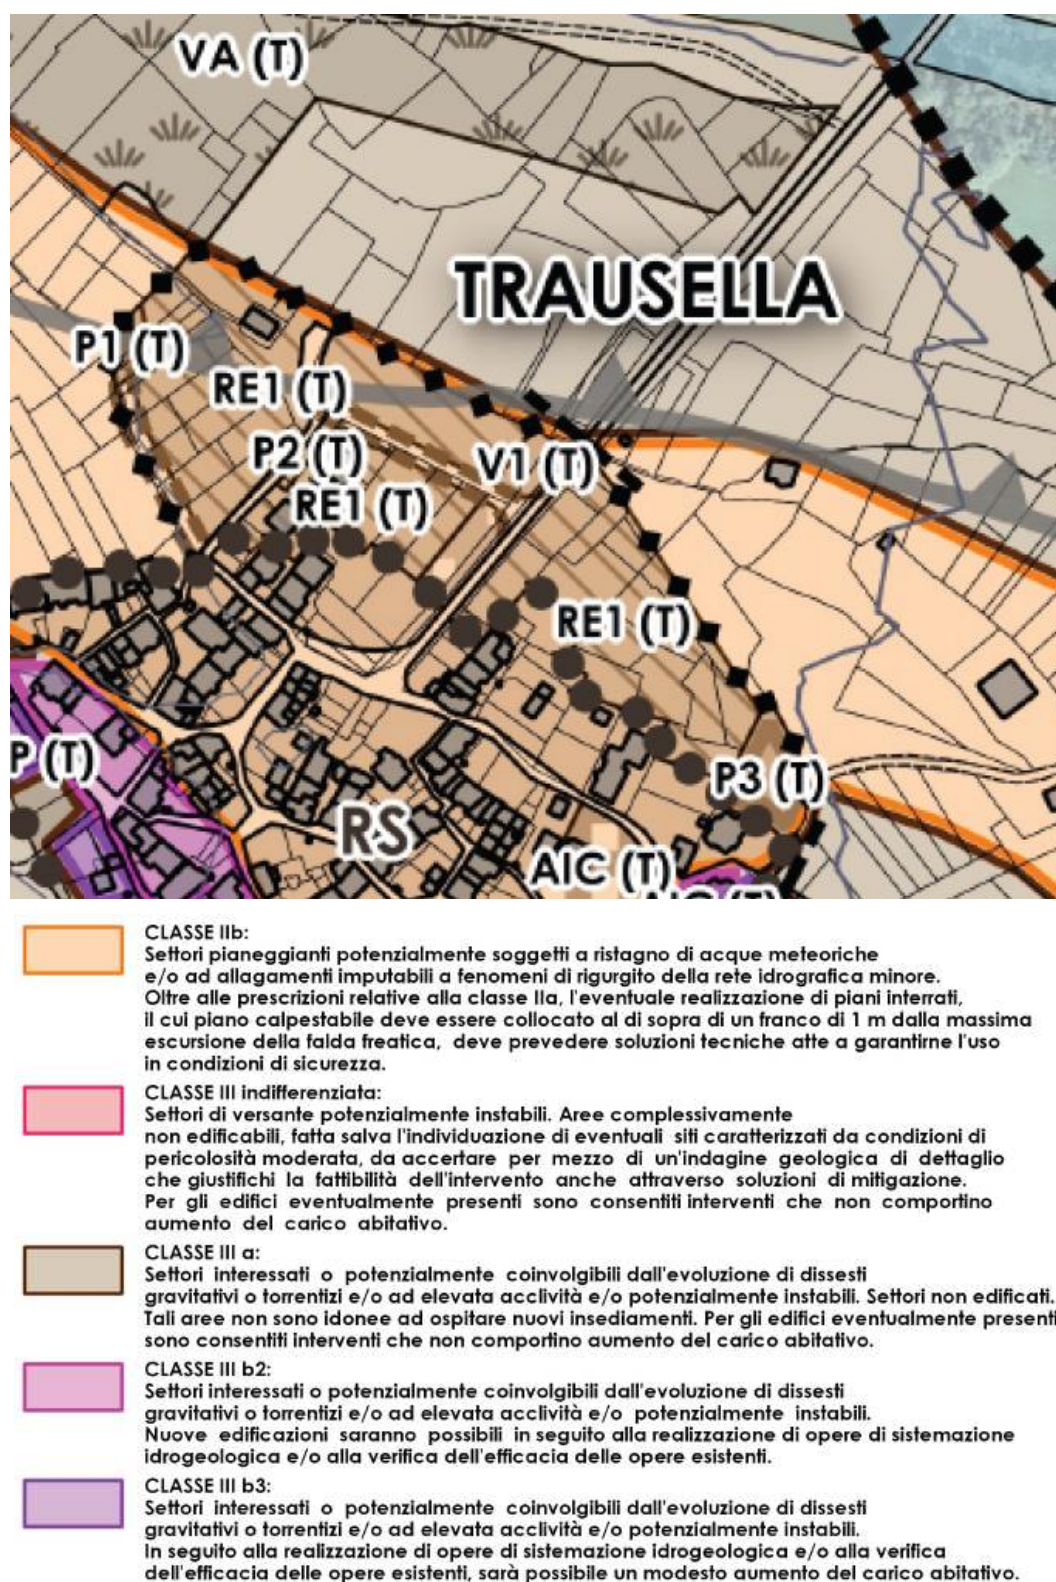 VA (T)
TRAUSELLA
P1 (T)
RE1 (T)
P2 (T)
V1 (T)
RE1 (T)
RE1 (T)
P (T)
P3 (T)
RS
AIC (T)
CLASSE IIb:
Settori pianeggianti potenzialmente soggetti a ristagno di acque meteoriche
e/o ad allagamenti imputabili a fenomeni di rigurgito della rete idrografica minore.
Oltre alle prescrizioni relative alla classe IIa, l'eventuale realizzazione di piani interrati,
il cui piano calpestabile deve essere collocato al di sopra di un franco di 1 m dalla massima
escursione della falda freatica, deve prevedere soluzioni tecniche atte a garantirne l'uso
in condizioni di sicurezza.
CLASSE III indifferenziata:
Settori di versante potenzialmente instabili. Aree complessivamente
non edificabili, fatta salva l'individuazione di eventuali siti caratterizzati da condizioni di
pericolosità moderata, da accertare per mezzo di un'indagine geologica di dettaglio
che giustifichi la fattibilità dell'intervento anche attraverso soluzioni di mitigazione.
Per gli edifici eventualmente presenti sono consentiti interventi che non comportino
aumento del carico abitativo.
CLASSE III a:
Settori interessati o potenzialmente coinvolgibili dall'evoluzione di dissesti
gravitativi o torrentizi e/o ad elevata acclività e/o potenzialmente instabili. Settori non edificati.
Tali aree non sono idonee ad ospitare nuovi insediamenti. Per gli edifici eventualmente presenti
sono consentiti interventi che non comportino aumento del carico abitativo.
CLASSE III b2:
Settori interessati o potenzialmente coinvolgibili dall'evoluzione di dissesti
gravitativi o torrentizi e/o ad elevata acclività e/o potenzialmente instabili.
Nuove edificazioni saranno possibili in seguito alla realizzazione di opere di sistemazione
idrogeologica e/o alla verifica dell'efficacia delle opere esistenti.
CLASSE III b3:
Settori interessati o potenzialmente coinvolgibili dall'evoluzione di dissesti
gravitativi o torrentizi e/o ad elevata acclività e/o potenzialmente instabili.
In seguito alla realizzazione di opere di sistemazione idrogeologica e/o alla verifica
dell'efficacia delle opere esistenti, sarà possibile un modesto aumento del carico abitativo.